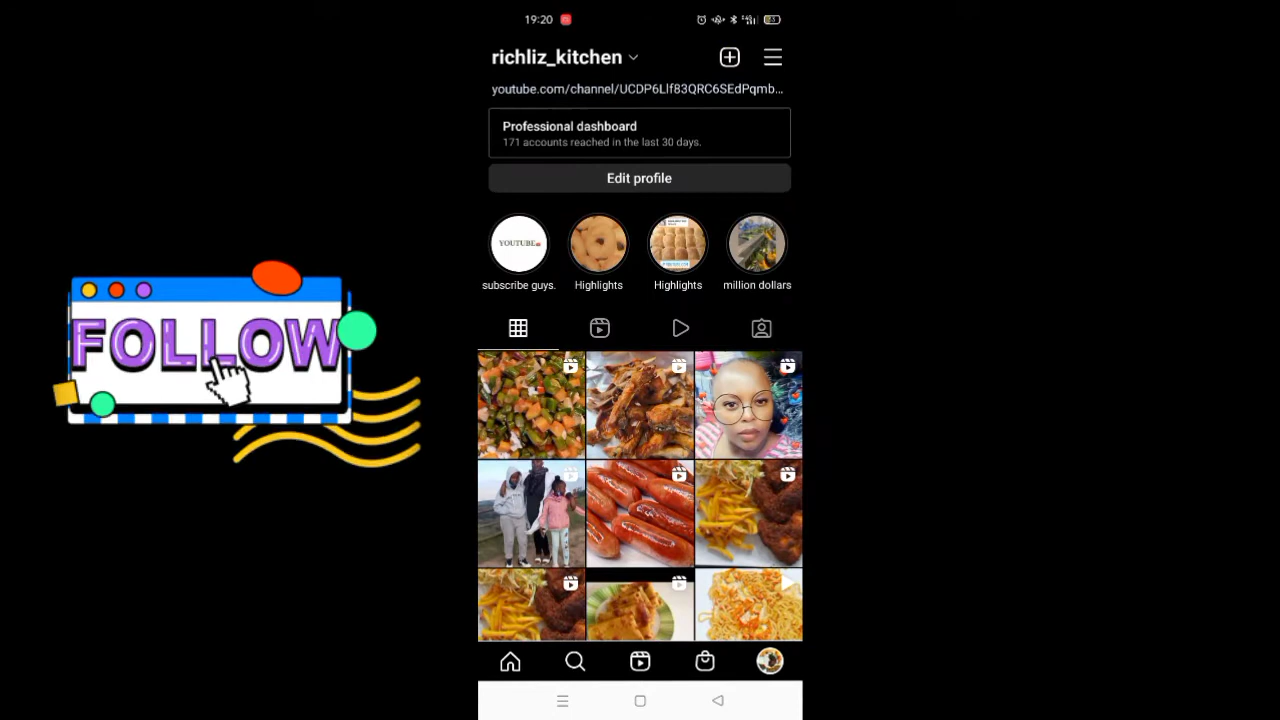 19:20
richliz_kitchen
youtube.com/channel/UCDP6Llf83QRC6SEdPqmb...
Professional dashboard
171 accounts reached in the last 30 days.
Edit profile
YOUTUBE
subscribe guys.
Highlights
Highlights
million dollars
FOLLOW